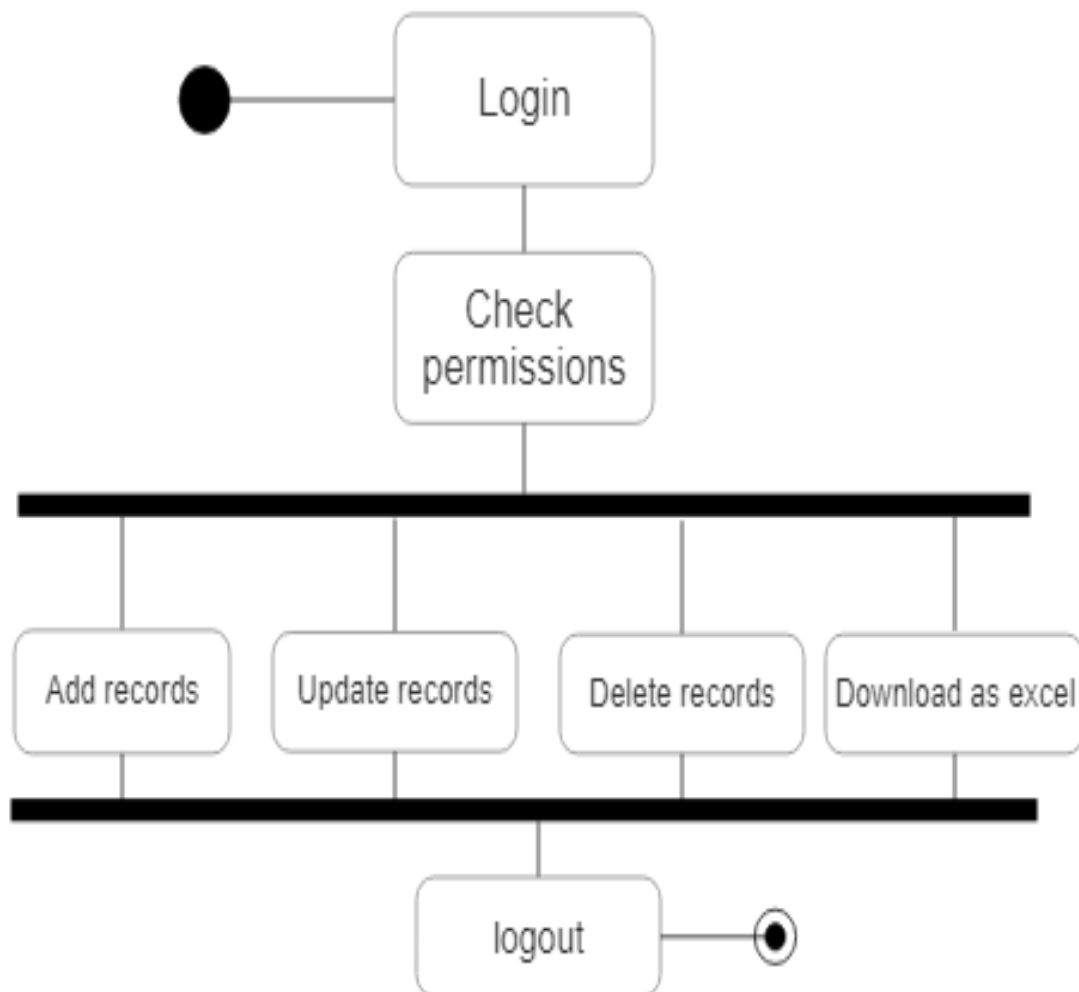 Login
Check
permissions
Add records
Update records
Delete records
Download as excel
logout